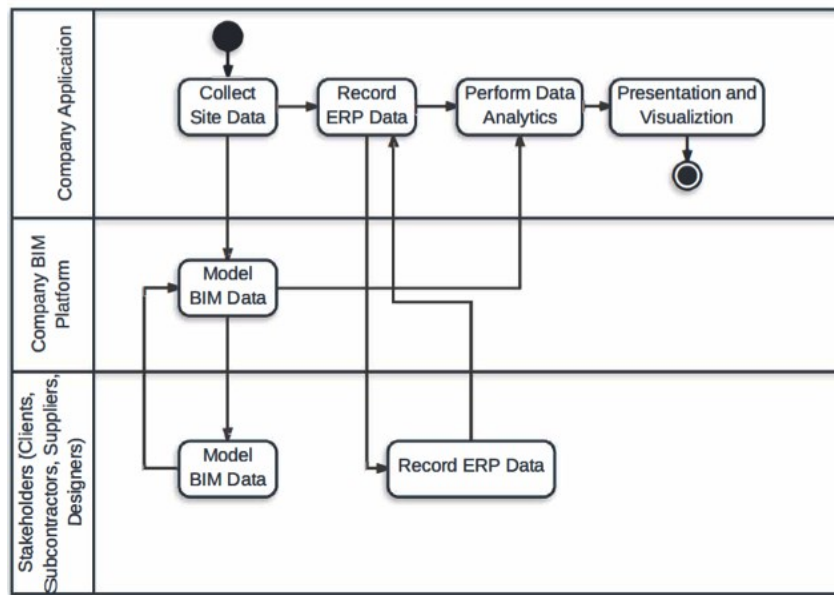 Company Application
Collect
Site Data
Record
ERP Data
Perform Data
Analytics
Presentation and
Visualiztion
Company BIM
Platform
Model
BIM Data
Stakeholders (Clients,
Subcontractors, Suppliers,
Designers)
Model
BIM Data
Record ERP Data